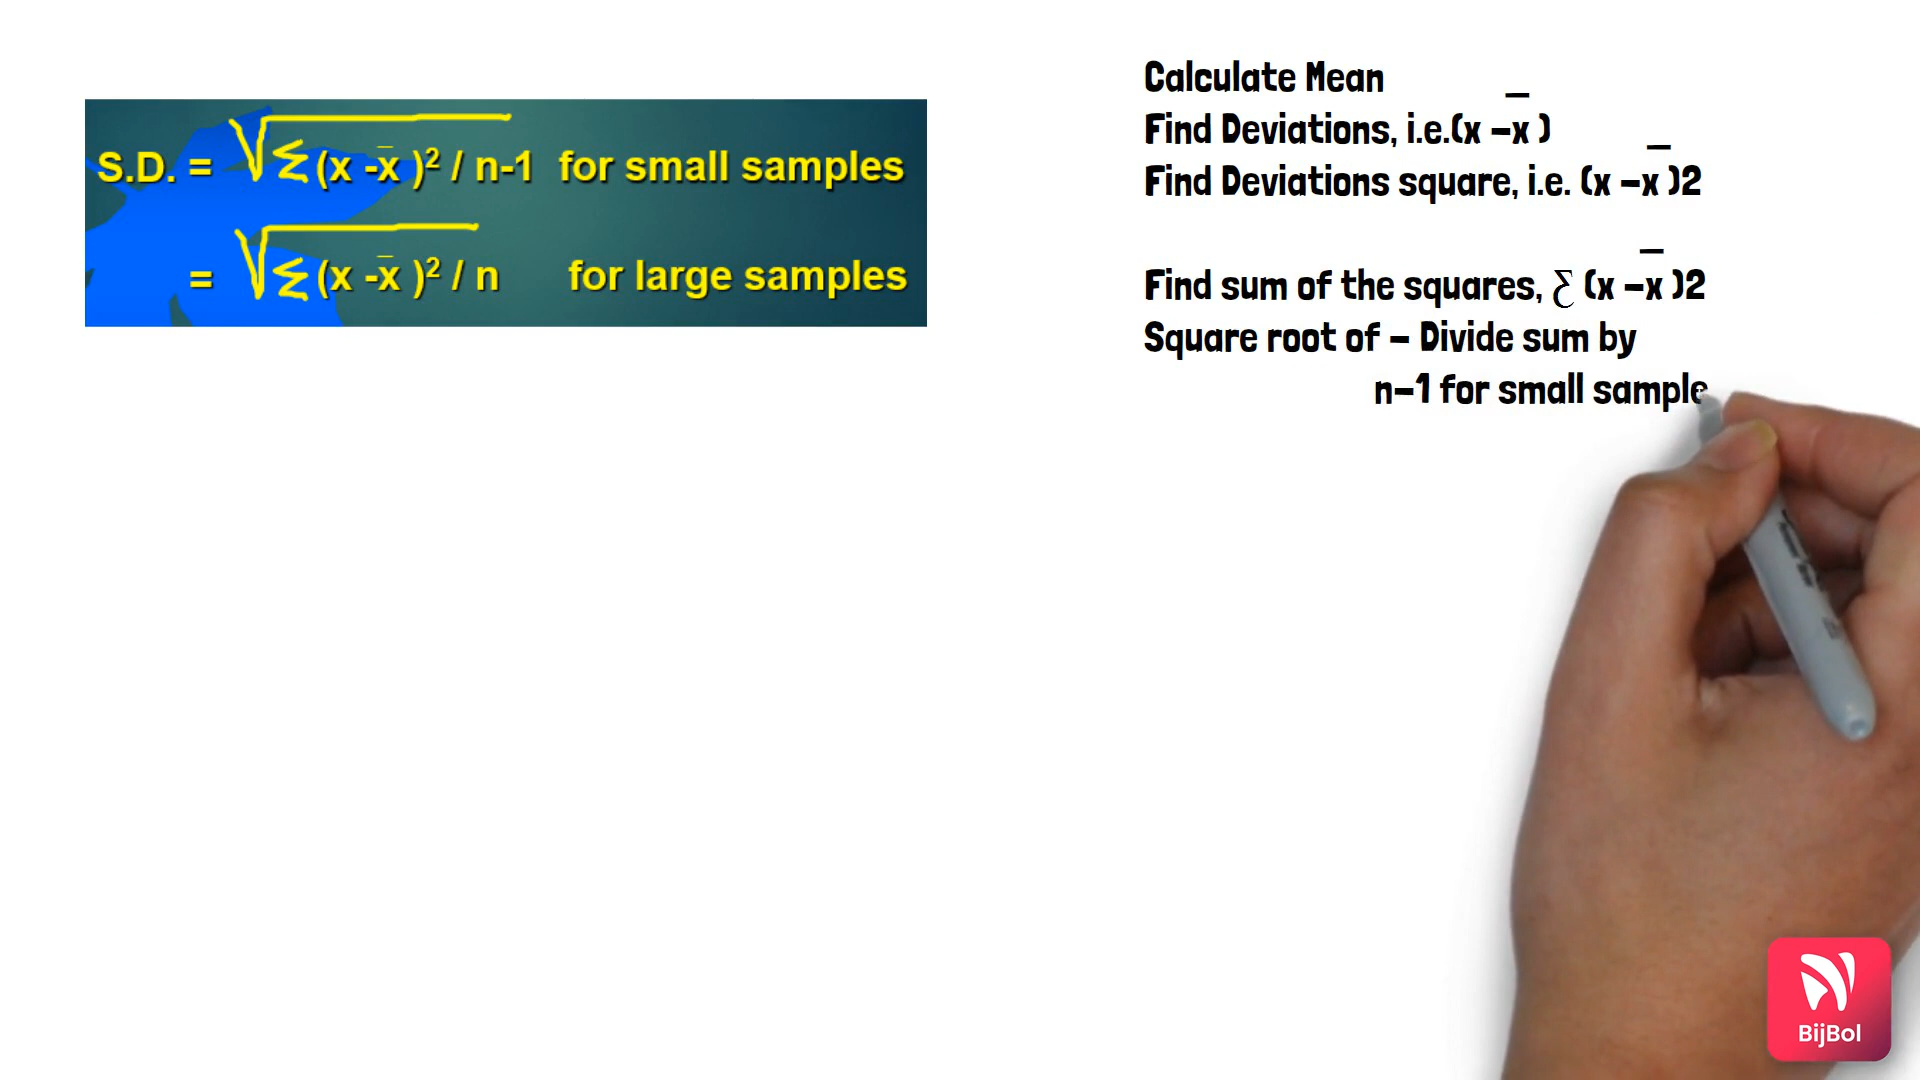 S.D. = √Σ(x -x̄ )² / n-1 for small samples
= √Σ(x -x̄ )² / n for large samples
Calculate Mean
Find Deviations, i.e.(x –x̄ )
Find Deviations square, i.e. (x –x̄ )2
Find sum of the squares, Ʃ (x –x̄ )2
Square root of – Divide sum by
n–1 for small sample
BijBol